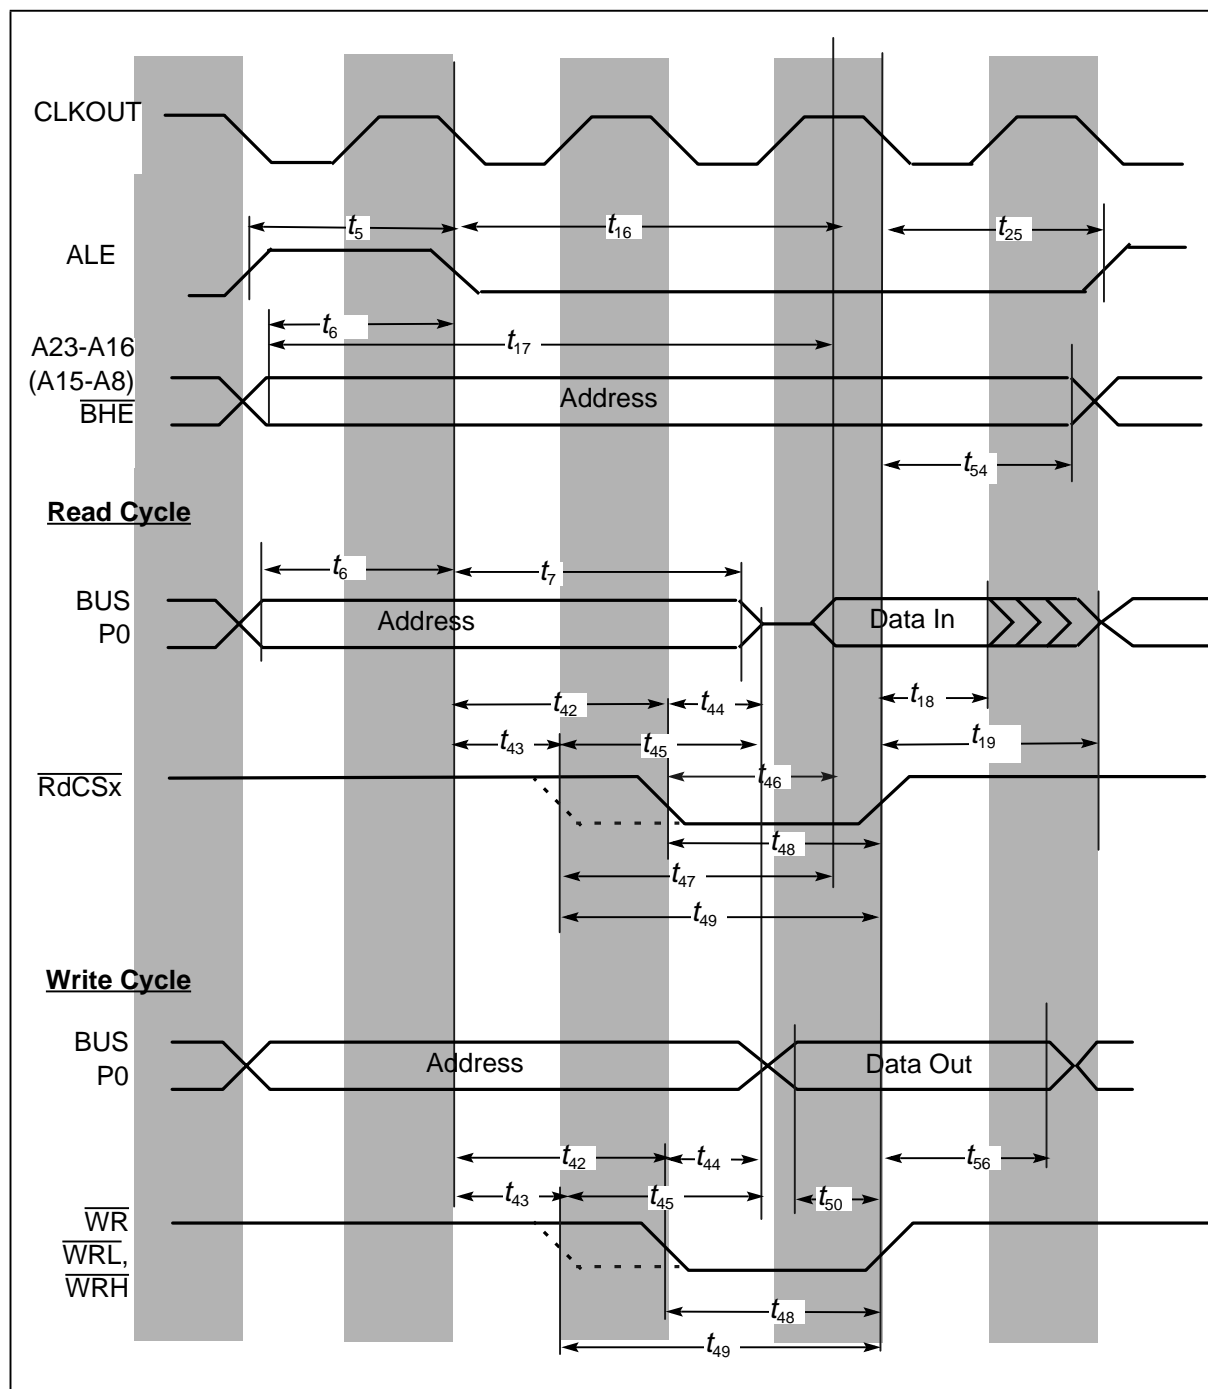 CLKOUT
t5
t16
t25
ALE
t6
t17
A23-A16
(A15-A8)
BHE
Address
t54
Read Cycle
t6
t7
BUS
P0
Address
Data In
t42
t44
t18
t43
t45
t19
RdCSx
t46
t48
t47
t49
Write Cycle
BUS
P0
Address
Data Out
t42
t44
t56
t43
t45
t50
WR
WRL,
WRH
t48
t49